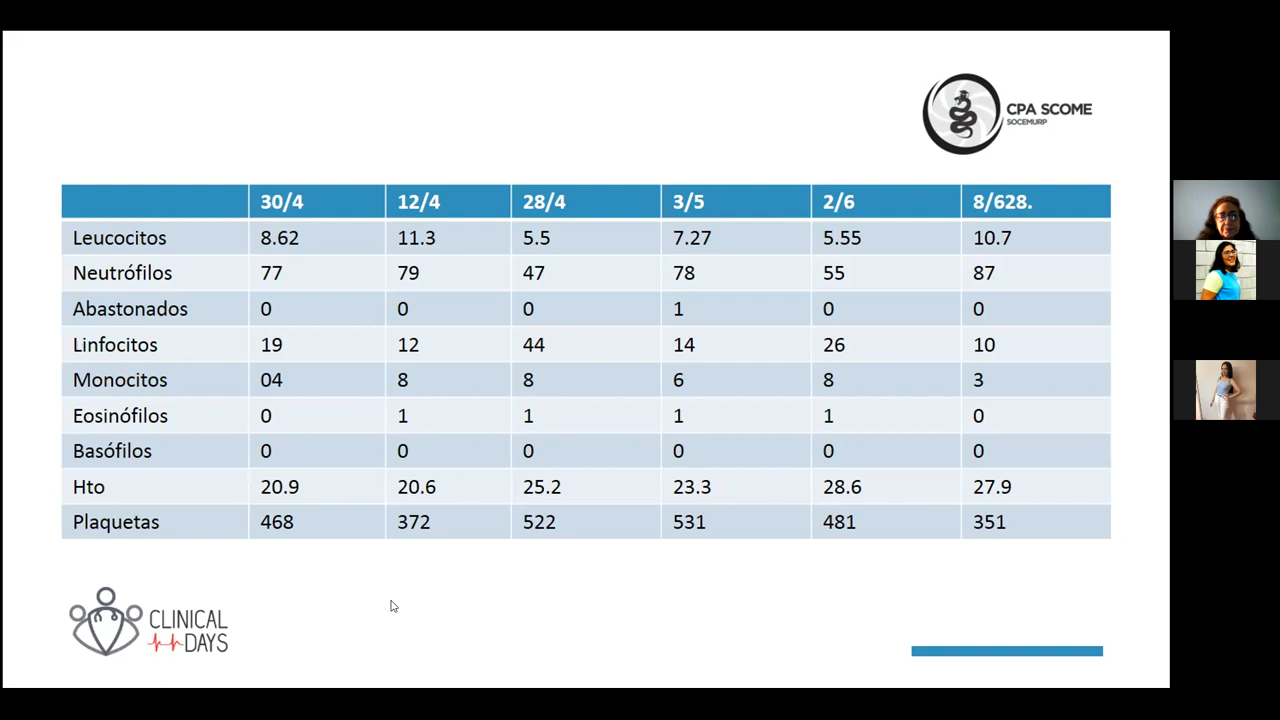 CPA SCOME
SOCEMURP
30/4 12/4 28/4 3/5 2/6 8/628.
Leucocitos 8.62 11.3 5.5 7.27 5.55 10.7
Neutrófilos 77 79 47 78 55 87
Abastonados 0 0 0 1 0 0
Linfocitos 19 12 44 14 26 10
Monocitos 04 8 8 6 8 3
Eosinófilos 0 1 1 1 1 0
Basófilos 0 0 0 0 0 0
Hto 20.9 20.6 25.2 23.3 28.6 27.9
Plaquetas 468 372 522 531 481 351
CLINICAL
DAYS